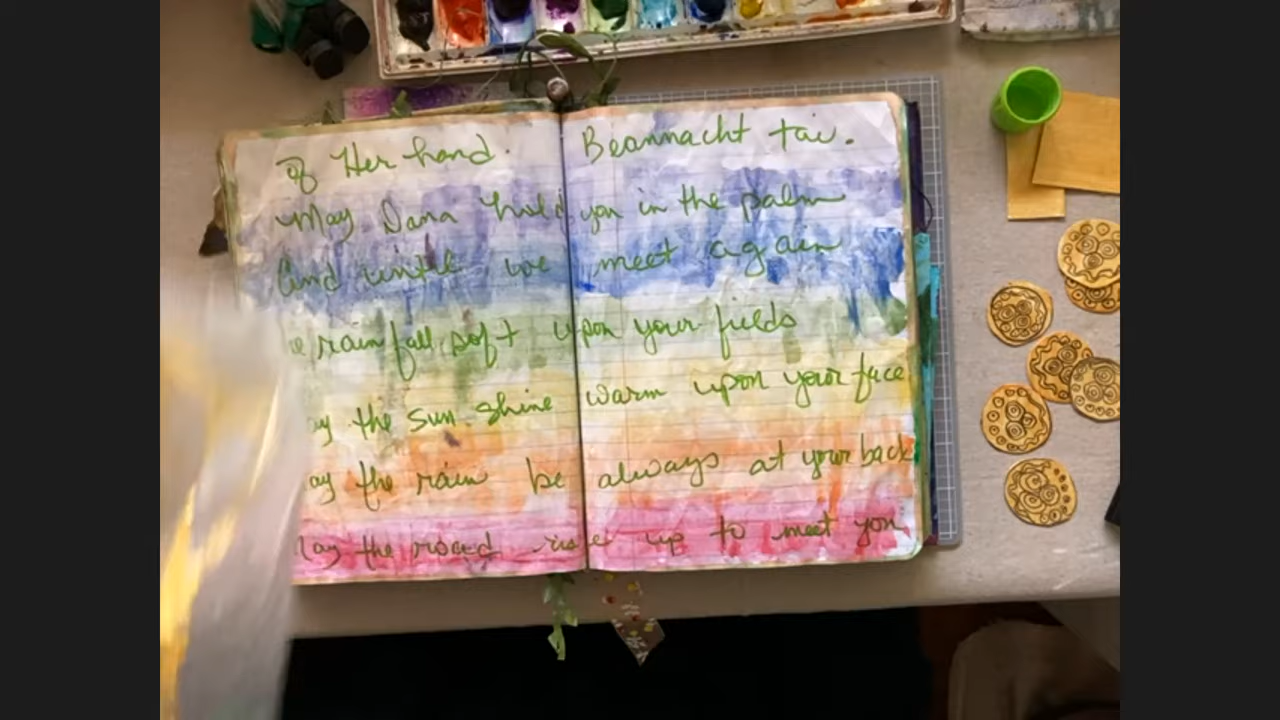 of Her hand. Beannacht tai.
May Dana hold you in the palm
And until we meet again
rain fall soft upon your fields
ay the sun shine warm upon your face
ay the rain be always at your back
May the road rise up to meet you